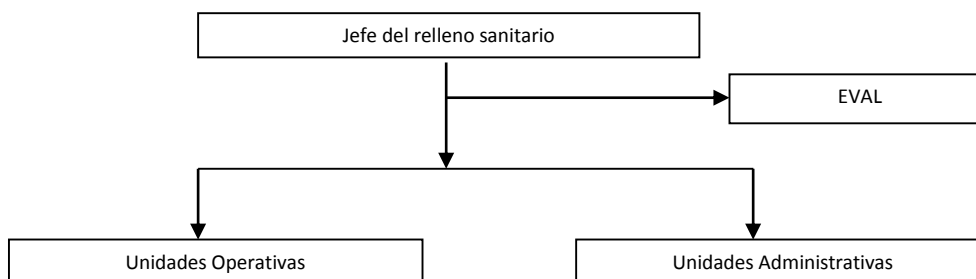 Jefe del relleno sanitario
EVAL
Unidades Operativas
Unidades Administrativas